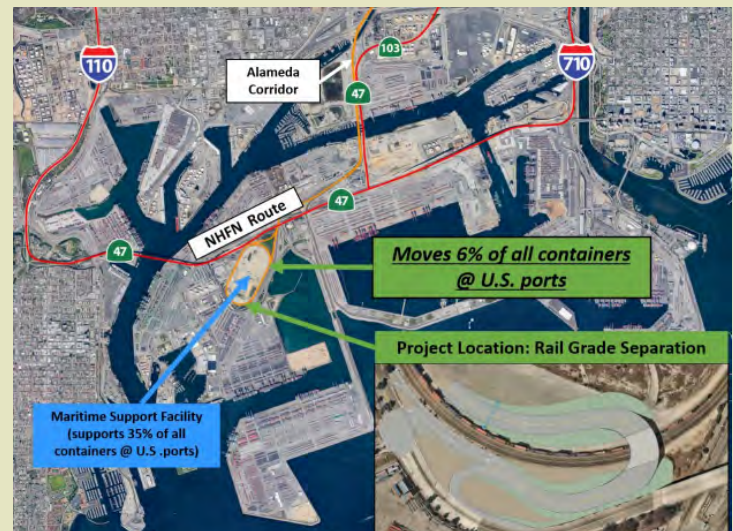 110
103
710
Alameda
Corridor
47
NHFN Route
47
47
Moves 6% of all containers
@ U.S. ports
Project Location: Rail Grade Separation
Maritime Support Facility
(supports 35% of all
containers @ U.S .ports)